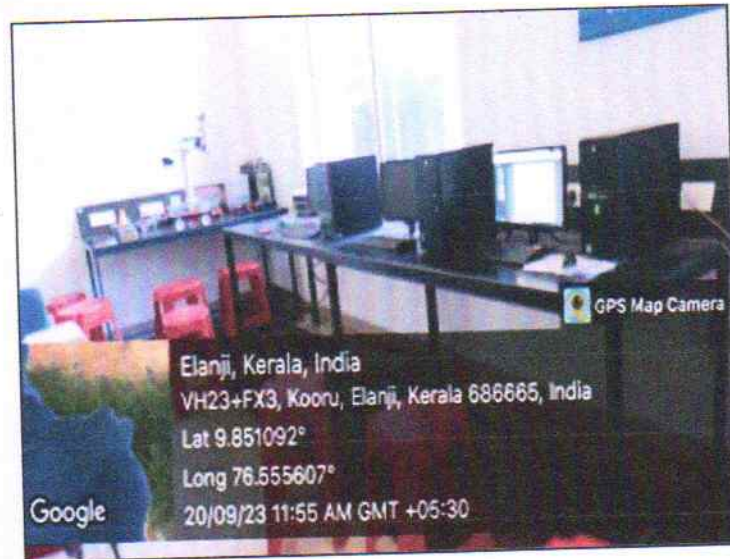 GPS Map Camera
Elanji, Kerala, India
VH23+FX3, Kooru, Elanji, Kerala 686665, India
Lat 9.851092°
Long 76.555607°
Google
20/09/23 11:55 AM GMT +05:30